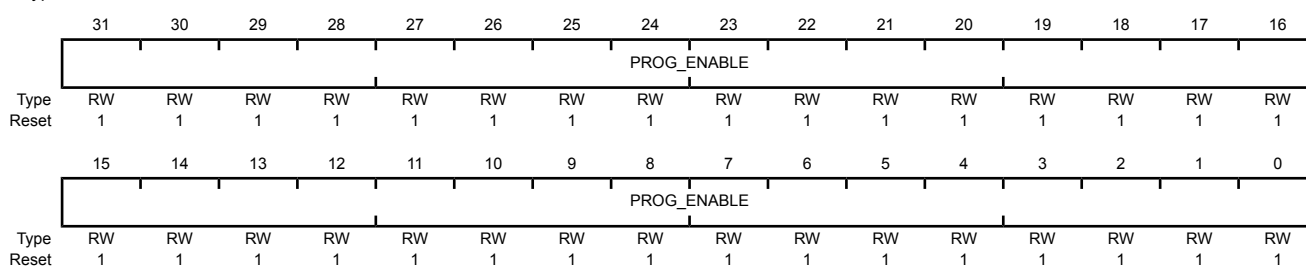 31 30 29 28 27 26 25 24 23 22 21 20 19 18 17 16
PROG_ENABLE
Type RW RW RW RW RW RW RW RW RW RW RW RW RW RW RW RW
Reset 1 1 1 1 1 1 1 1 1 1 1 1 1 1 1 1
15 14 13 12 11 10 9 8 7 6 5 4 3 2 1 0
PROG_ENABLE
Type RW RW RW RW RW RW RW RW RW RW RW RW RW RW RW RW
Reset 1 1 1 1 1 1 1 1 1 1 1 1 1 1 1 1